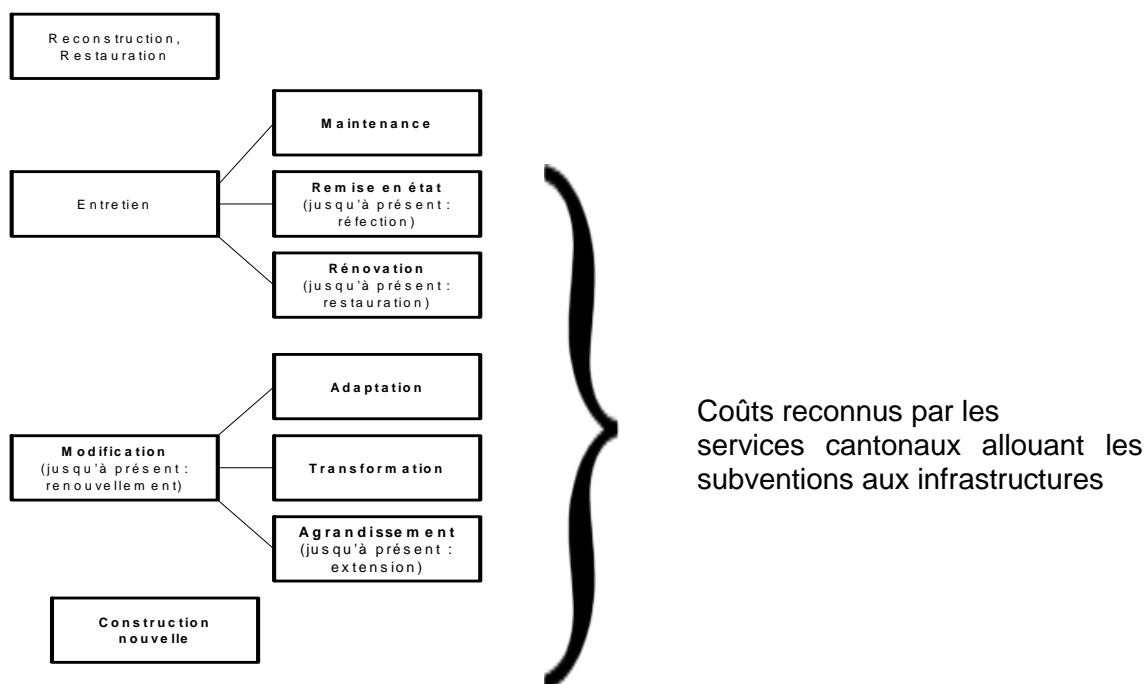 Reconstruction,
Restauration
Maintenance
Entretien
Remise en état
(jusqu'à présent :
réfection)
Rénovation
(jusqu'à présent :
restauration)
Adaptation
Modification
(jusqu'à présent :
renouvellement)
Transformation
Agrandissement
(jusqu'à présent :
extension)
Construction
nouvelle
Coûts reconnus par les
services cantonaux allouant les
subventions aux infrastructures